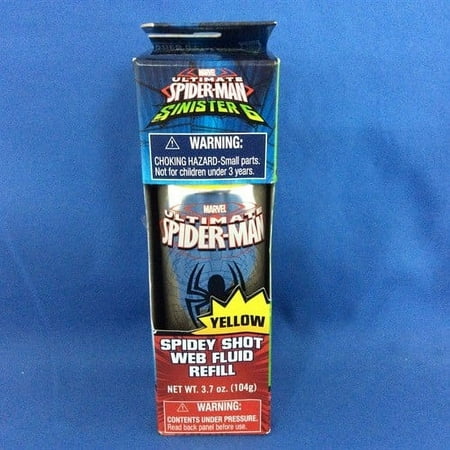 MARVEL
ULTIMATE
SPIDER-MAN
SINISTER 6
⚠ WARNING:
CHOKING HAZARD-Small parts.
Not for children under 3 years.
MARVEL
ULTIMATE
SPIDER-MAN
YELLOW
SPIDEY SHOT
WEB FLUID
REFILL
NET WT. 3.7 oz. (104g)
⚠ WARNING:
CONTENTS UNDER PRESSURE.
Read back panel before use.